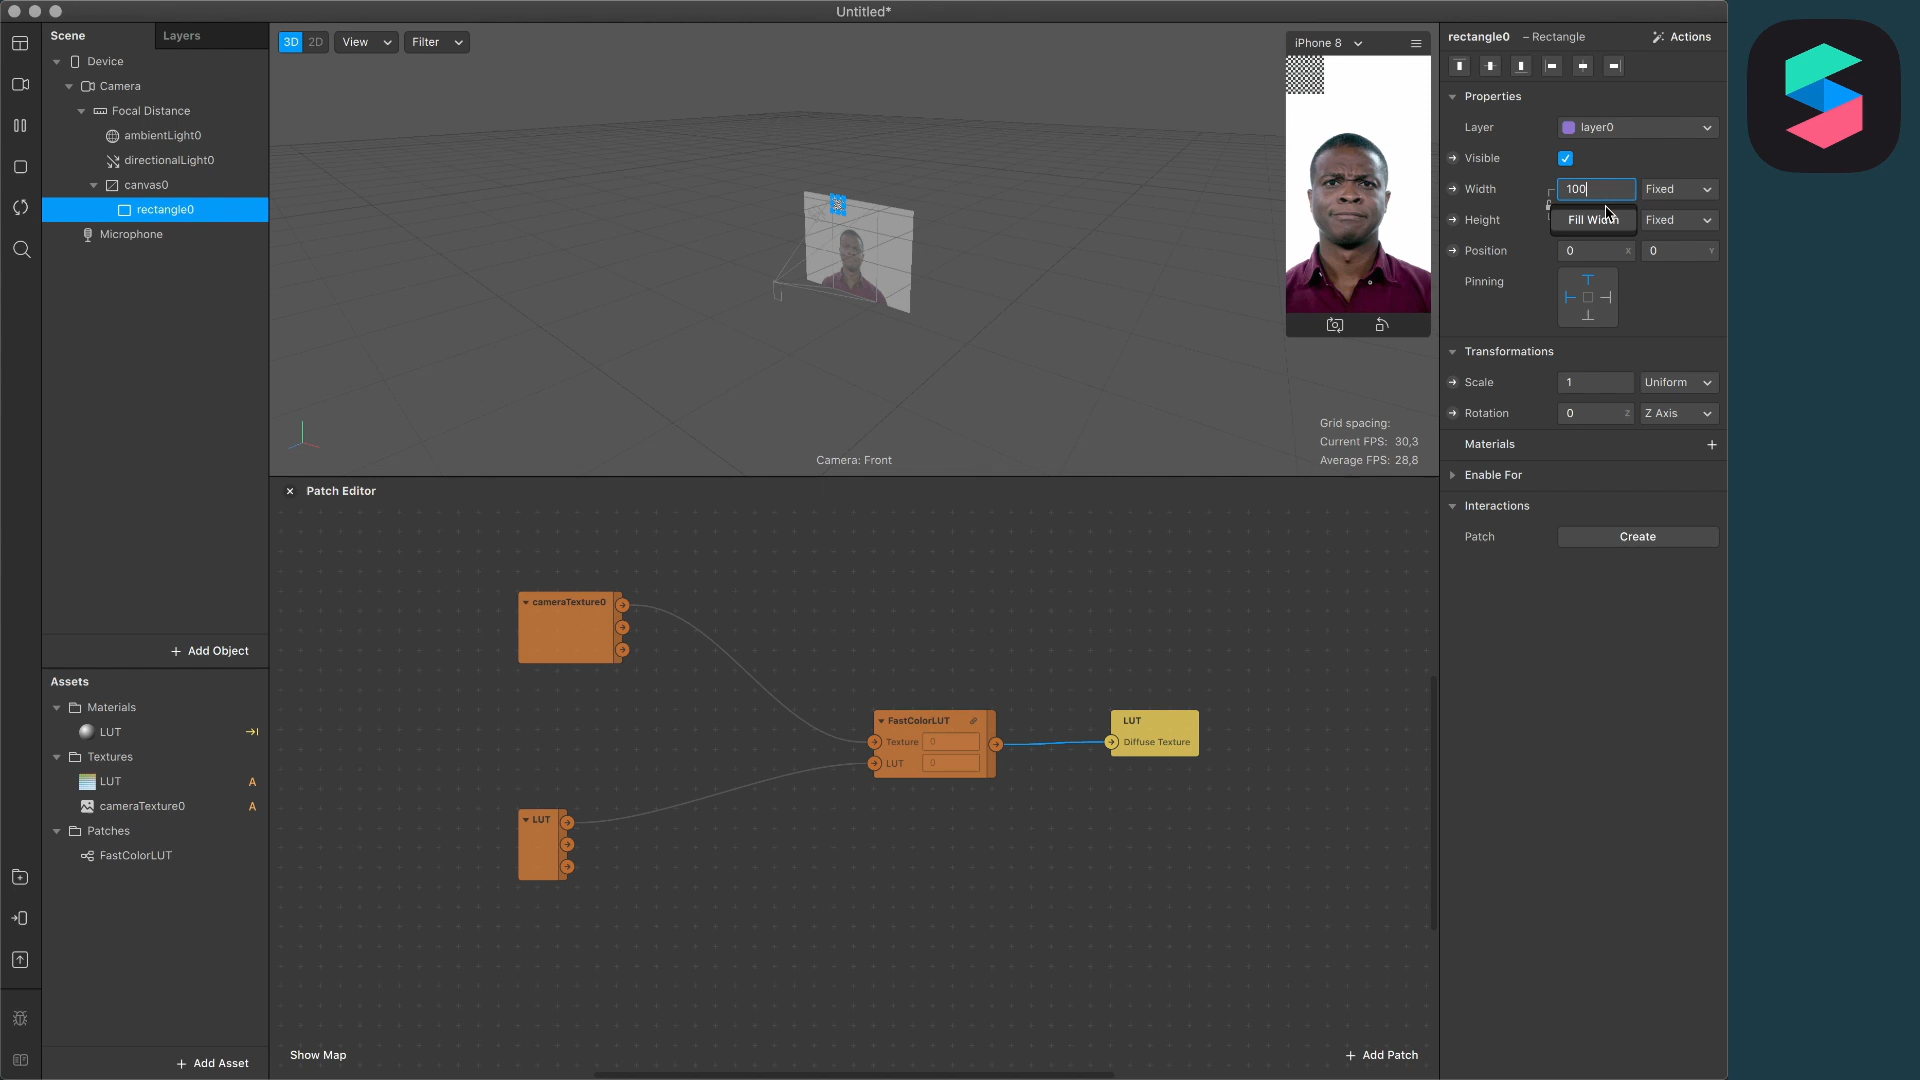 Untitled*
Scene
Layers
Device
Camera
Focal Distance
ambientLight0
directionalLight0
canvas0
rectangle0
Microphone
+ Add Object
Assets
Materials
LUT
Textures
LUT
A
cameraTexture0
A
Patches
FastColorLUT
+ Add Asset
3D
2D
View
Filter
iPhone 8
Grid spacing:
Current FPS: 30,3
Average FPS: 28,8
Camera: Front
Patch Editor
cameraTexture0
FastColorLUT
Texture
0
LUT
0
LUT
Diffuse Texture
LUT
Show Map
+ Add Patch
rectangle0 – Rectangle
Actions
Properties
Layer
layer0
Visible
Width
100
Fixed
Height
Fill Width
Fixed
Position
0
X
0
Y
Pinning
Transformations
Scale
1
Uniform
Rotation
0
Z
Z Axis
Materials
+
Enable For
Interactions
Patch
Create